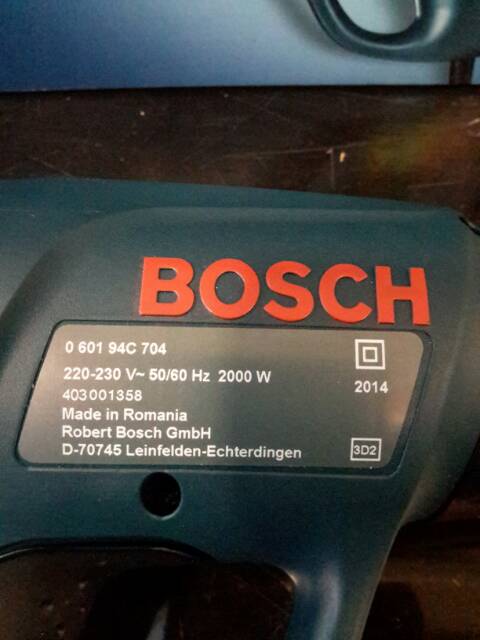 BOSCH
0 601 94C 704
220-230 V~ 50/60 Hz 2000 W
2014
403001358
Made in Romania
Robert Bosch GmbH
D-70745 Leinfelden-Echterdingen
3D2